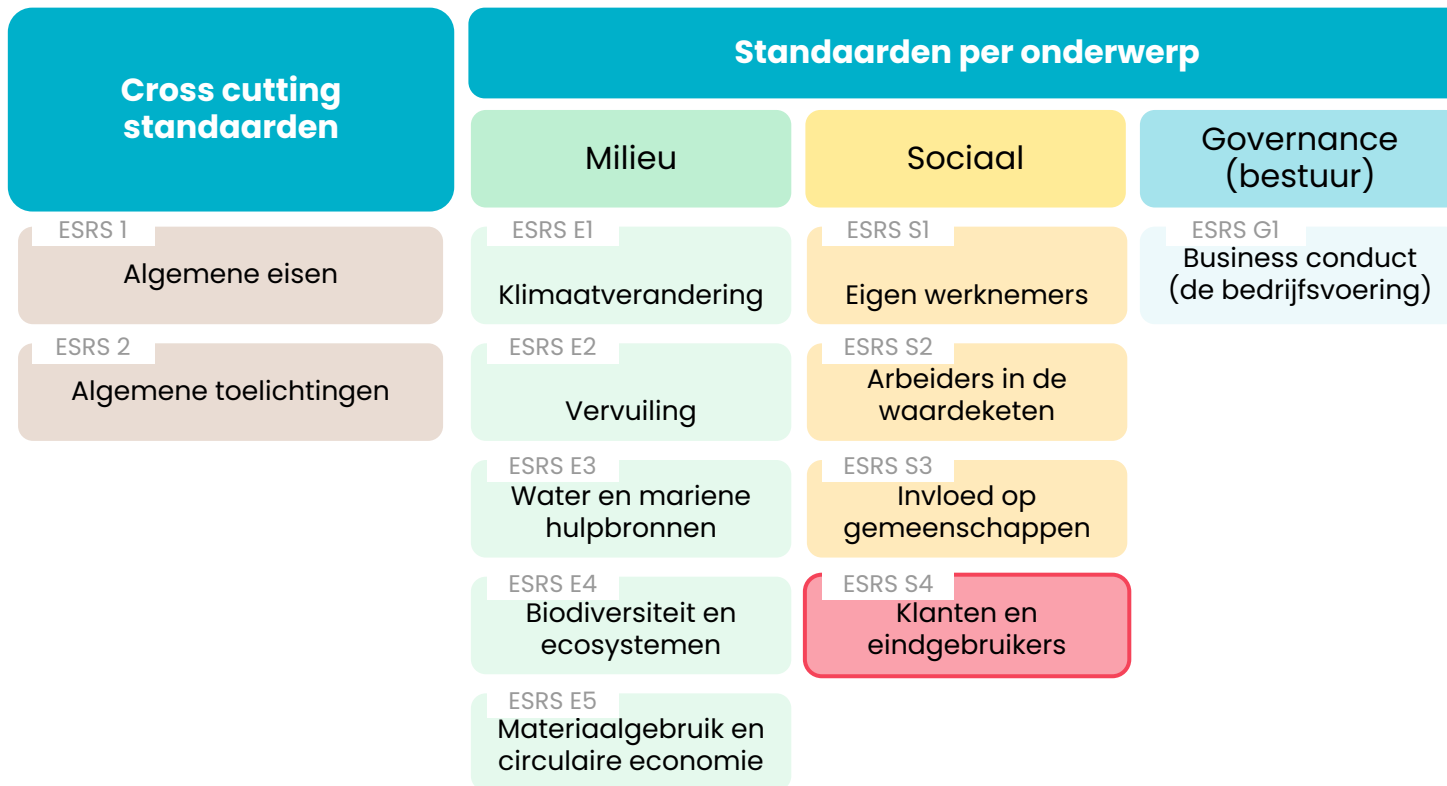 Cross cutting
standaarden
Standaarden per onderwerp
Milieu
Sociaal
Governance
(bestuur)
ESRS 1
Algemene eisen
ESRS 2
Algemene toelichtingen
ESRS E1
Klimaatverandering
ESRS E2
Vervuiling
ESRS E3
Water en mariene
hulpbronnen
ESRS E4
Biodiversiteit en
ecosystemen
ESRS E5
Materiaalgebruik en
circulaire economie
ESRS S1
Eigen werknemers
ESRS S2
Arbeiders in de
waardeketen
ESRS S3
Invloed op
gemeenschappen
ESRS S4
Klanten en
eindgebruikers
ESRS G1
Business conduct
(de bedrijfsvoering)